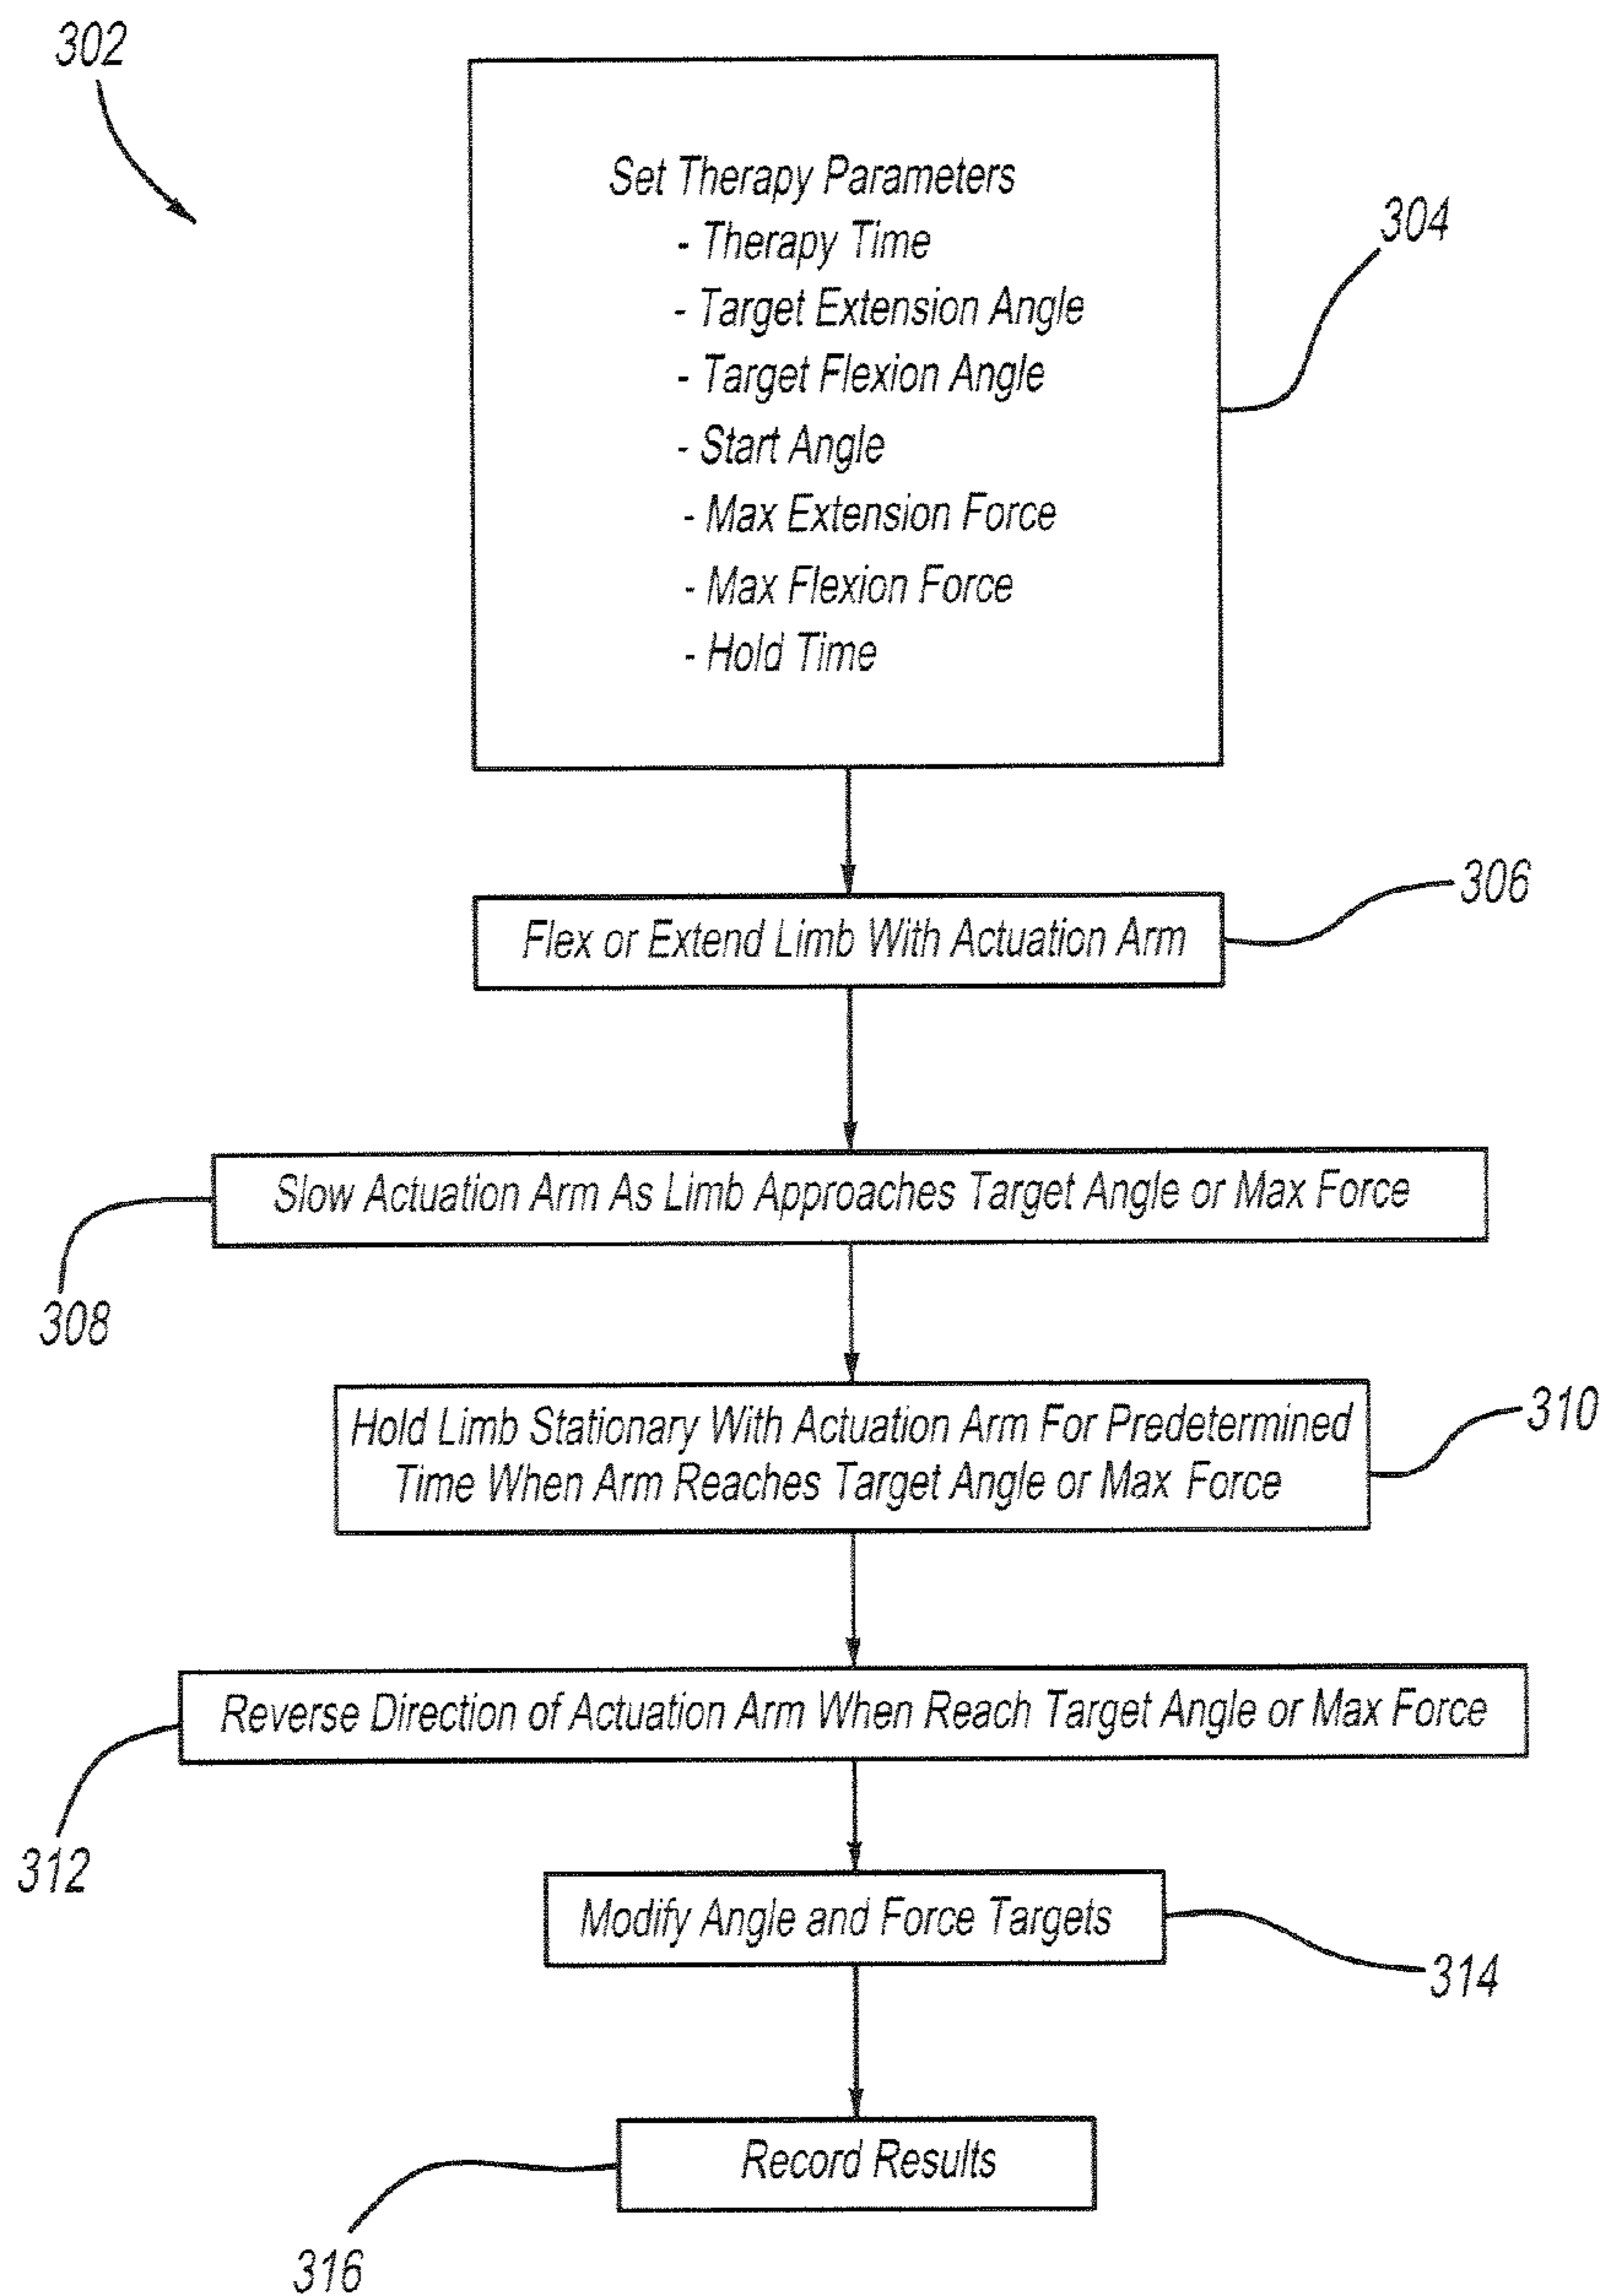 302
Set Therapy Parameters
- Therapy Time
304
- Target Extension Angle
- Target Flexion Angle
- Start Angle
- Max Extension Force
- Max Flexion Force
- Hold Time
306
Flex or Extend Limb With Actuation Arm
Slow Actuation Arm As Limb Approaches Target Angle or Max Force
308
310
Hold Limb Stationary With Actuation Arm For Predetermined
Time When Arm Reaches Target Angle or Max Force
Reverse Direction of Actuation Arm When Reach Target Angle or Max Force
312
Modify Angle and Force Targets
314
Record Results
316